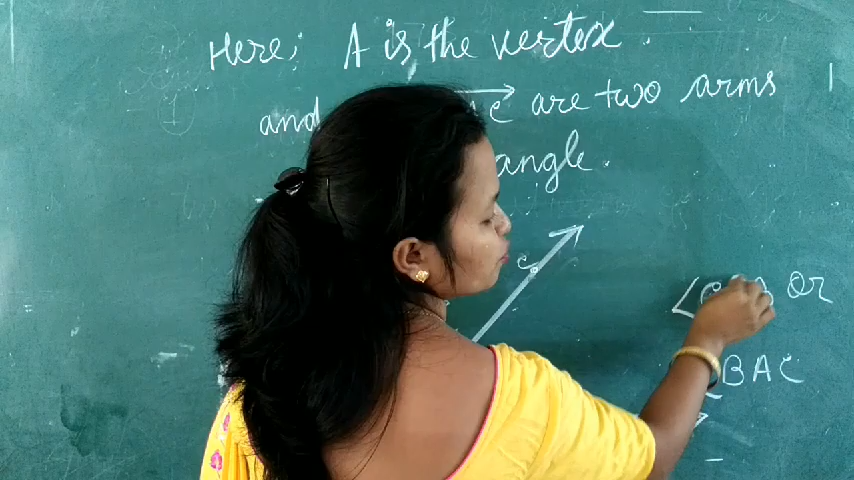 Here; A is the vertex.
and C are two arms
angle.
C
∠CAB or
BAC